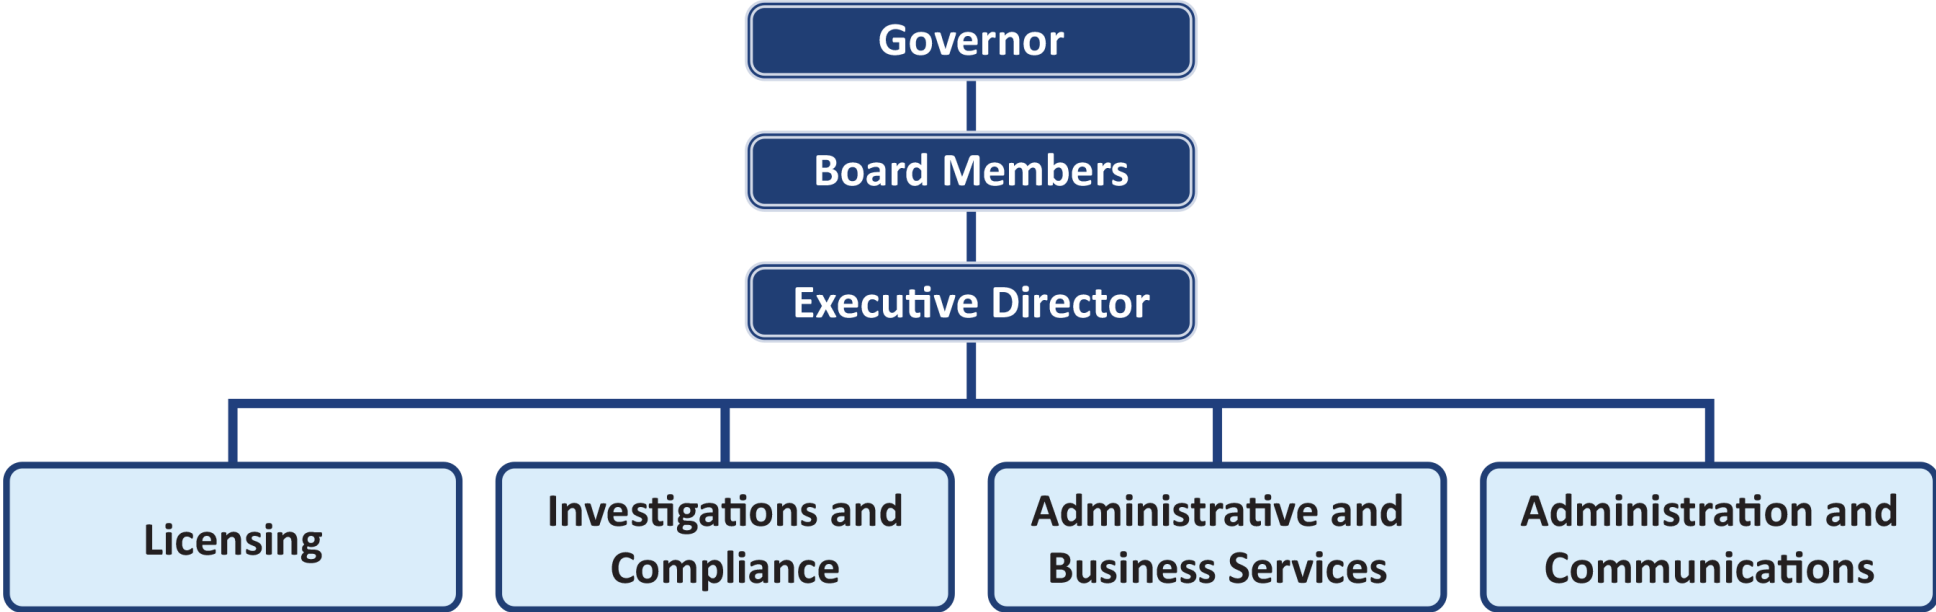 Governor
Board Members
Executive Director
Licensing
Investigations and
Compliance
Administrative and
Business Services
Administration and
Communications